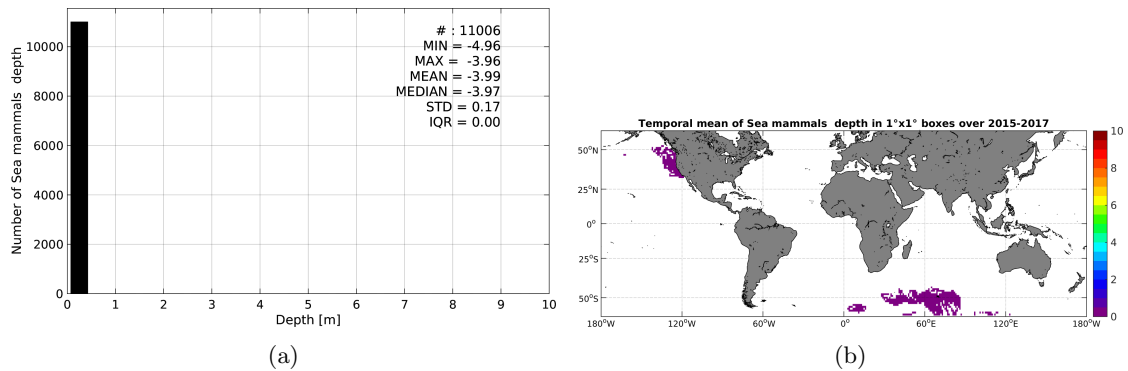 10000
8000
6000
4000
2000
0
Number of Sea mammals  depth
# : 11006
MIN = -4.96
MAX =  -3.96
MEAN = -3.99
MEDIAN = -3.97
STD = 0.17
IQR = 0.00
0 1 2 3 4 5 6 7 8 9 10
Depth [m]
(a)
Temporal mean of Sea mammals  depth in 1°x1° boxes over 2015-2017
50°N
25°N
0°
25°S
50°S
180°W 120°W 60°W 0° 60°E 120°E 180°W
10
8
6
4
2
0
(b)